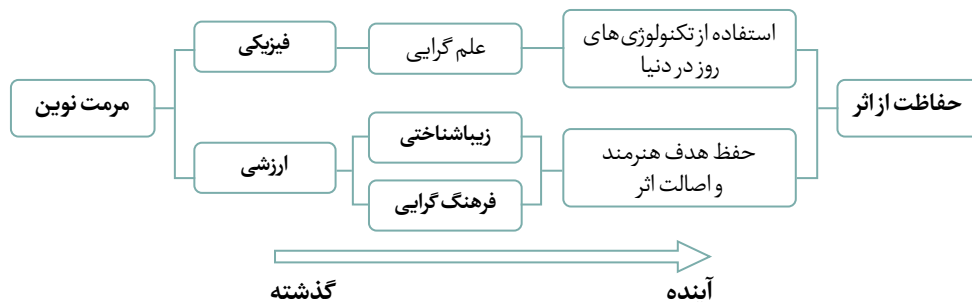 مرمت نوین
فیزیکی
علم گرایی
استفاده از تکنولوژی‌های
روز در دنیا
ارزشی
زیباشناختی
فرهنگ گرایی
حفظ هدف هنرمند
و اصالت اثر
حفاظت از اثر
گذشته
آینده